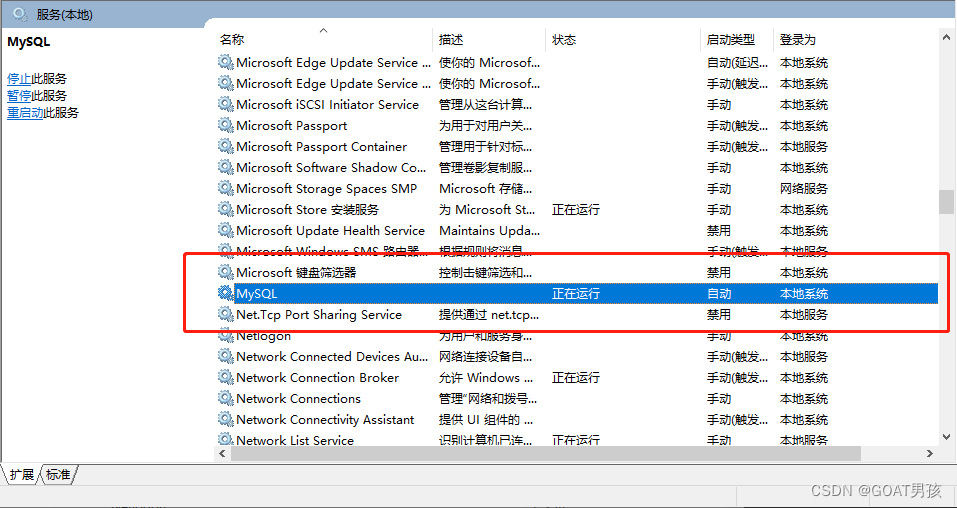 服务(本地)
MySQL
停止此服务
暂停此服务
重启动此服务
名称 描述 状态 启动类型 登录为
Microsoft Edge Update Service ... 使你的 Microsof... 自动(延迟... 本地系统
Microsoft Edge Update Service ... 使你的 Microsof... 手动(触发... 本地系统
Microsoft iSCSI Initiator Service 管理从这台计算... 手动 本地系统
Microsoft Passport 为用于对用户关... 手动(触发... 本地系统
Microsoft Passport Container 管理用于针对标... 手动(触发... 本地服务
Microsoft Software Shadow Co... 管理卷影复制服... 手动 本地系统
Microsoft Storage Spaces SMP Microsoft 存储... 手动 网络服务
Microsoft Store 安装服务 为 Microsoft St... 正在运行 手动 本地系统
Microsoft Update Health Service Maintains Upda... 禁用 本地系统
Microsoft Windows SMS 路由器... 根据规则将消息... 手动(触发... 本地系统
Microsoft 键盘筛选器 控制击键筛选和... 禁用 本地系统
MySQL 正在运行 自动 本地系统
Net.Tcp Port Sharing Service 提供通过 net.tcp... 禁用 本地服务
Netlogon 为用户和服务身... 手动 本地系统
Network Connected Devices Au... 网络连接设备自... 手动(触发... 本地服务
Network Connection Broker 允许 Windows ... 正在运行 手动(触发... 本地系统
Network Connections 管理“网络和拨号... 手动 本地系统
Network Connectivity Assistant 提供 UI 组件的 ... 手动(触发... 本地系统
Network List Service 识别计算机已连... 正在运行 手动 本地服务
扩展 标准
CSDN @GOAT男孩